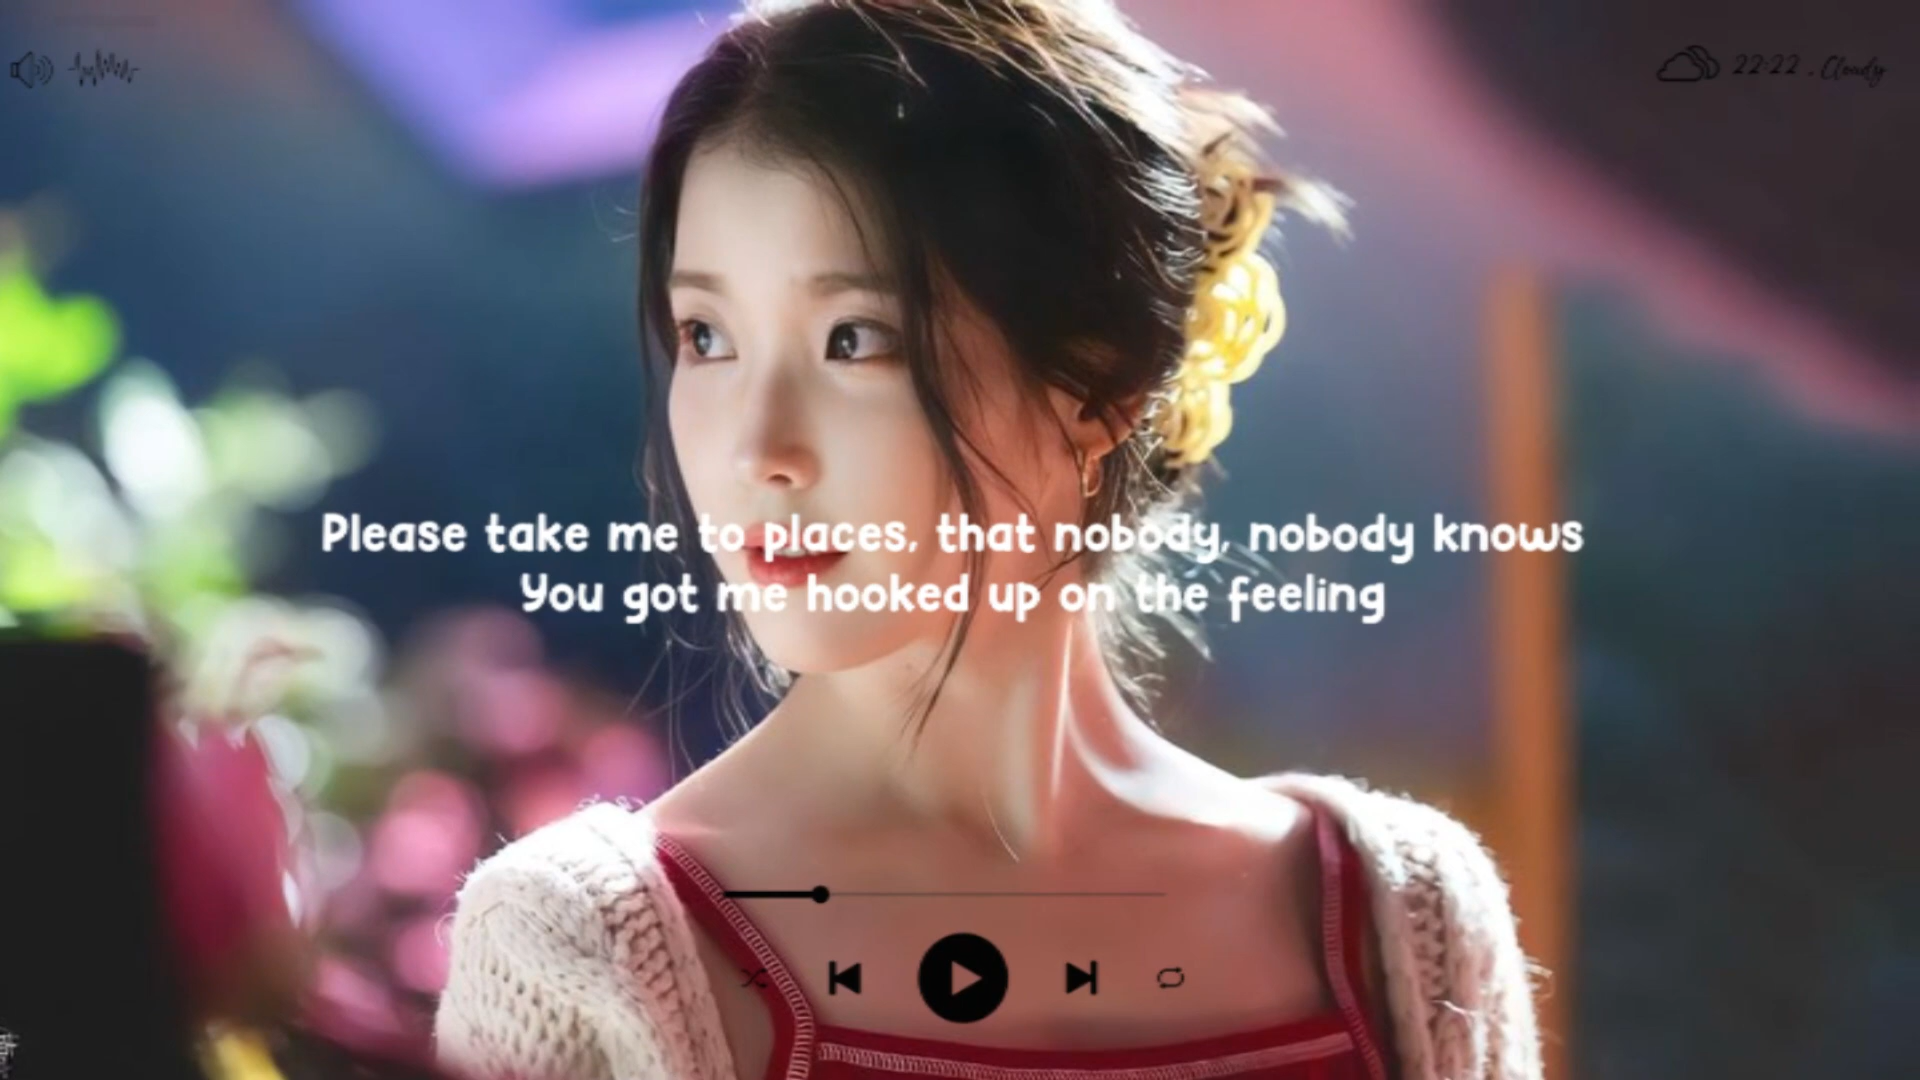 22:22 . Cloudy
Please take me to places, that nobody, nobody knows
You got me hooked up on the feeling